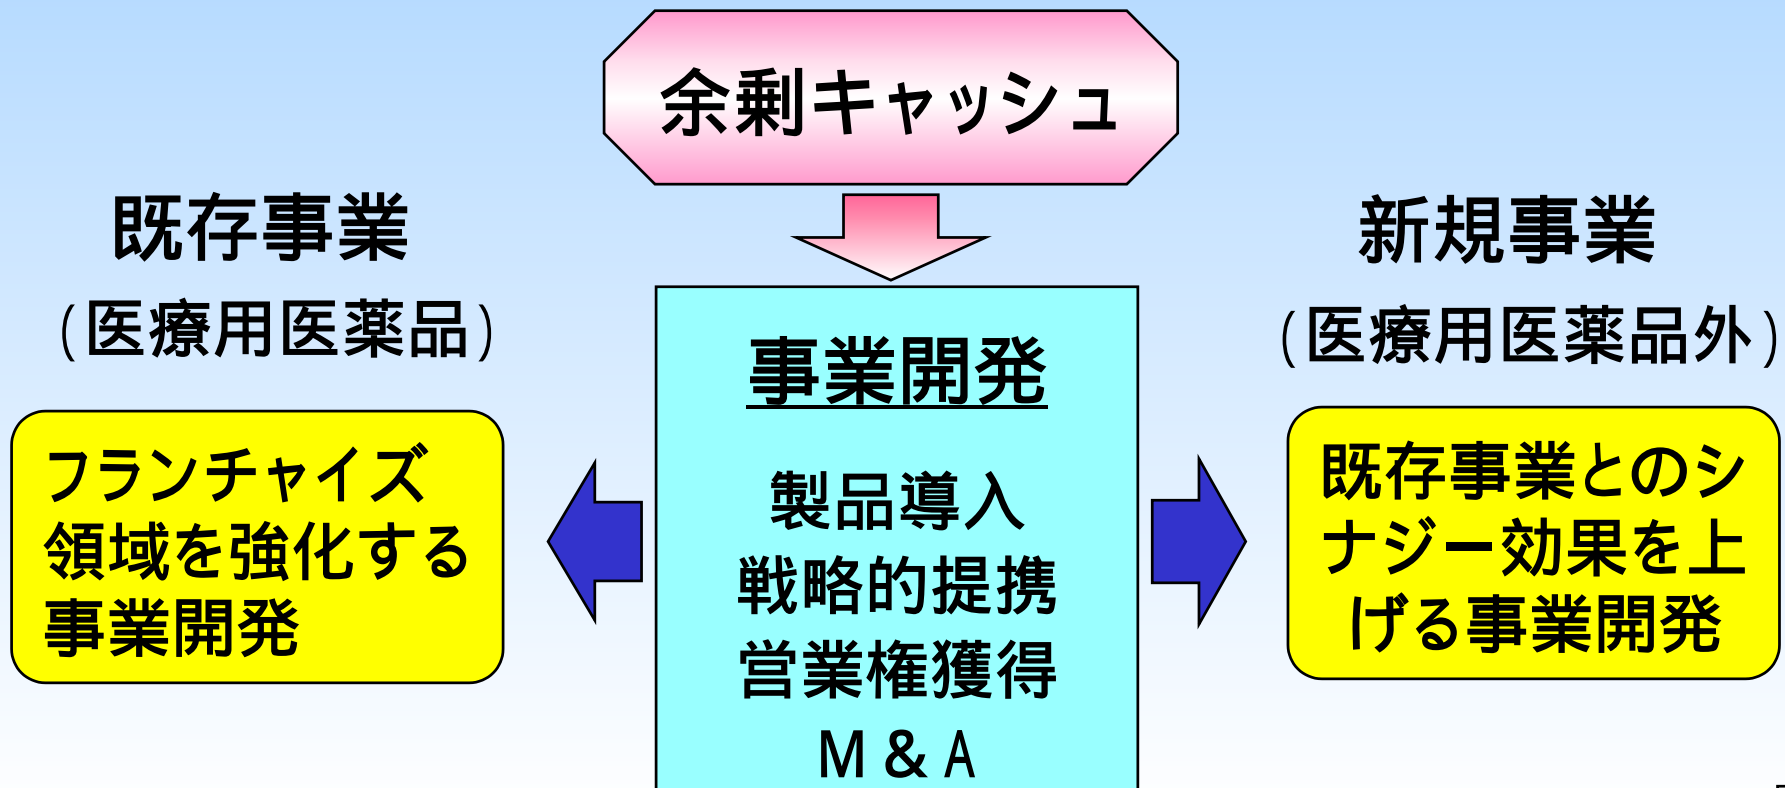 余剰キャッシュ
既存事業
(医療用医薬品)
フランチャイズ
領域を強化する
事業開発
事業開発
製品導入
戦略的提携
営業権獲得
M & A
新規事業
(医療用医薬品外)
既存事業とのシ
ナジー効果を上
げる事業開発